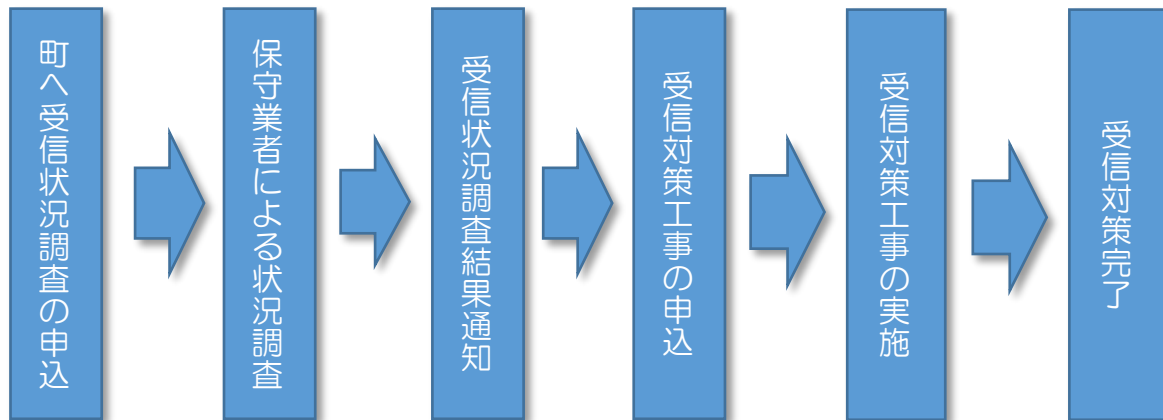 町へ受信状況調査の申込
保守業者による状況調査
受信状況調査結果通知
受信対策工事の申込
受信対策工事の実施
受信対策完了